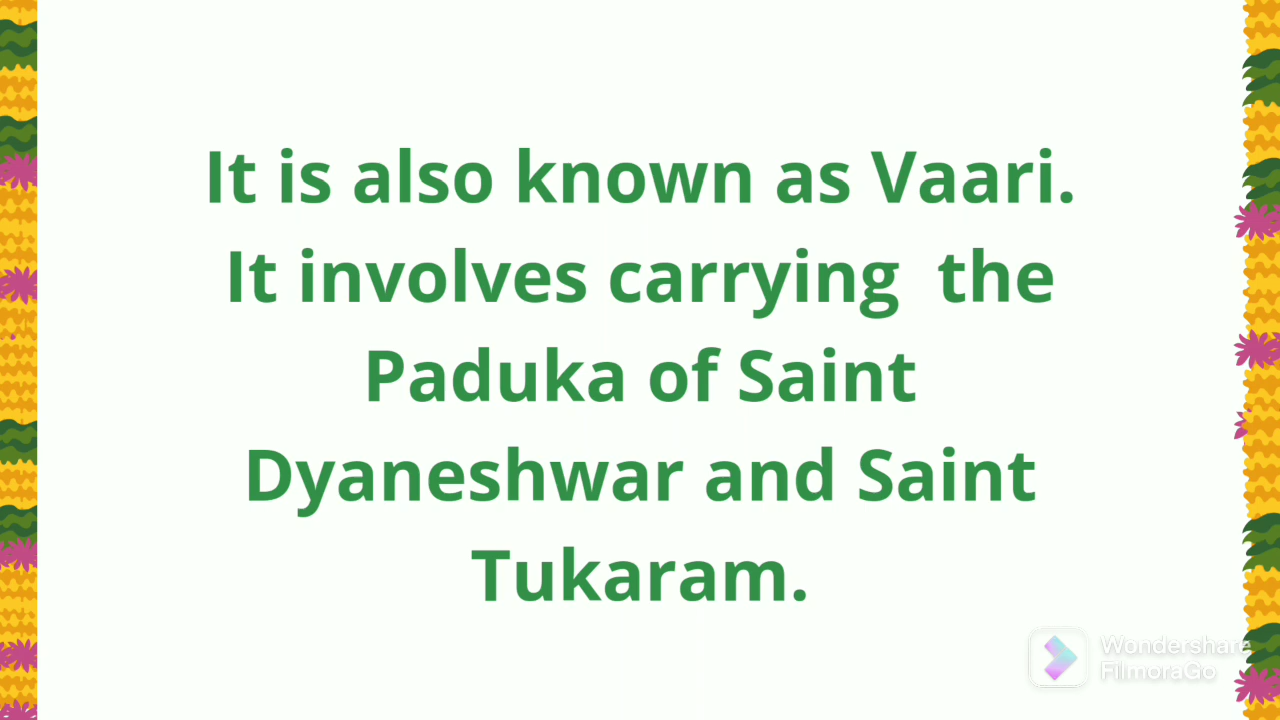 It is also known as Vaari.
It involves carrying  the
Paduka of Saint
Dyaneshwar and Saint
Tukaram.
Wondershare
FilmoraGo